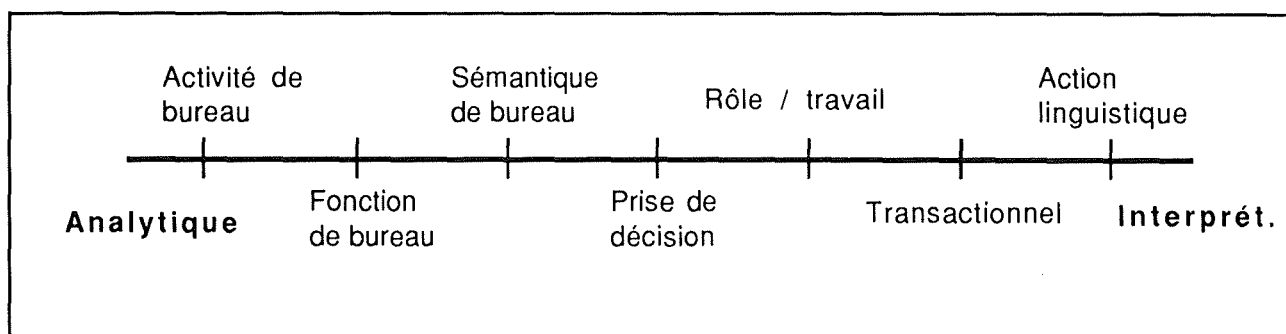 Activité de
bureau
Sémantique
de bureau
Rôle / travail
Action
linguistique
Analytique
Fonction
de bureau
Prise de
décision
Transactionnel
Interprét.